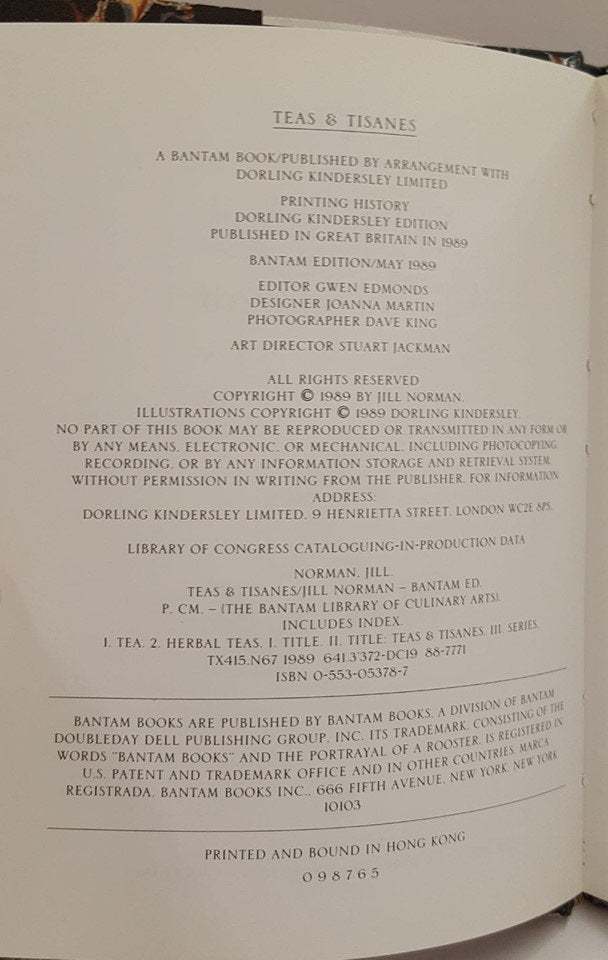 TEAS & TISANES
A BANTAM BOOK/PUBLISHED BY ARRANGEMENT WITH
DORLING KINDERSLEY LIMITED
PRINTING HISTORY
DORLING KINDERSLEY EDITION
PUBLISHED IN GREAT BRITAIN IN 1989
BANTAM EDITION/MAY 1989
EDITOR GWEN EDMONDS
DESIGNER JOANNA MARTIN
PHOTOGRAPHER DAVE KING
ART DIRECTOR STUART JACKMAN
ALL RIGHTS RESERVED
COPYRIGHT © 1989 BY JILL NORMAN.
ILLUSTRATIONS COPYRIGHT © 1989 DORLING KINDERSLEY.
NO PART OF THIS BOOK MAY BE REPRODUCED OR TRANSMITTED IN ANY FORM OR
BY ANY MEANS, ELECTRONIC, OR MECHANICAL, INCLUDING PHOTOCOPYING,
RECORDING, OR BY ANY INFORMATION STORAGE AND RETRIEVAL SYSTEM,
WITHOUT PERMISSION IN WRITING FROM THE PUBLISHER. FOR INFORMATION
ADDRESS:
DORLING KINDERSLEY LIMITED, 9 HENRIETTA STREET, LONDON WC2E 8PS.
LIBRARY OF CONGRESS CATALOGUING-IN-PRODUCTION DATA
NORMAN, JILL.
TEAS & TISANES/JILL NORMAN – BANTAM ED.
P. CM. – (THE BANTAM LIBRARY OF CULINARY ARTS).
INCLUDES INDEX.
1. TEA. 2. HERBAL TEAS. I. TITLE. II. TITLE: TEAS & TISANES. III. SERIES.
TX415.N67 1989 641.3'372-DC19 88-7771
ISBN 0-553-05378-7
BANTAM BOOKS ARE PUBLISHED BY BANTAM BOOKS, A DIVISION OF BANTAM
DOUBLEDAY DELL PUBLISHING GROUP, INC. ITS TRADEMARK, CONSISTING OF THE
WORDS "BANTAM BOOKS" AND THE PORTRAYAL OF A ROOSTER, IS REGISTERED IN
U.S. PATENT AND TRADEMARK OFFICE AND IN OTHER COUNTRIES. MARCA
REGISTRADA. BANTAM BOOKS INC., 666 FIFTH AVENUE, NEW YORK, NEW YORK
10103
PRINTED AND BOUND IN HONG KONG
0 9 8 7 6 5